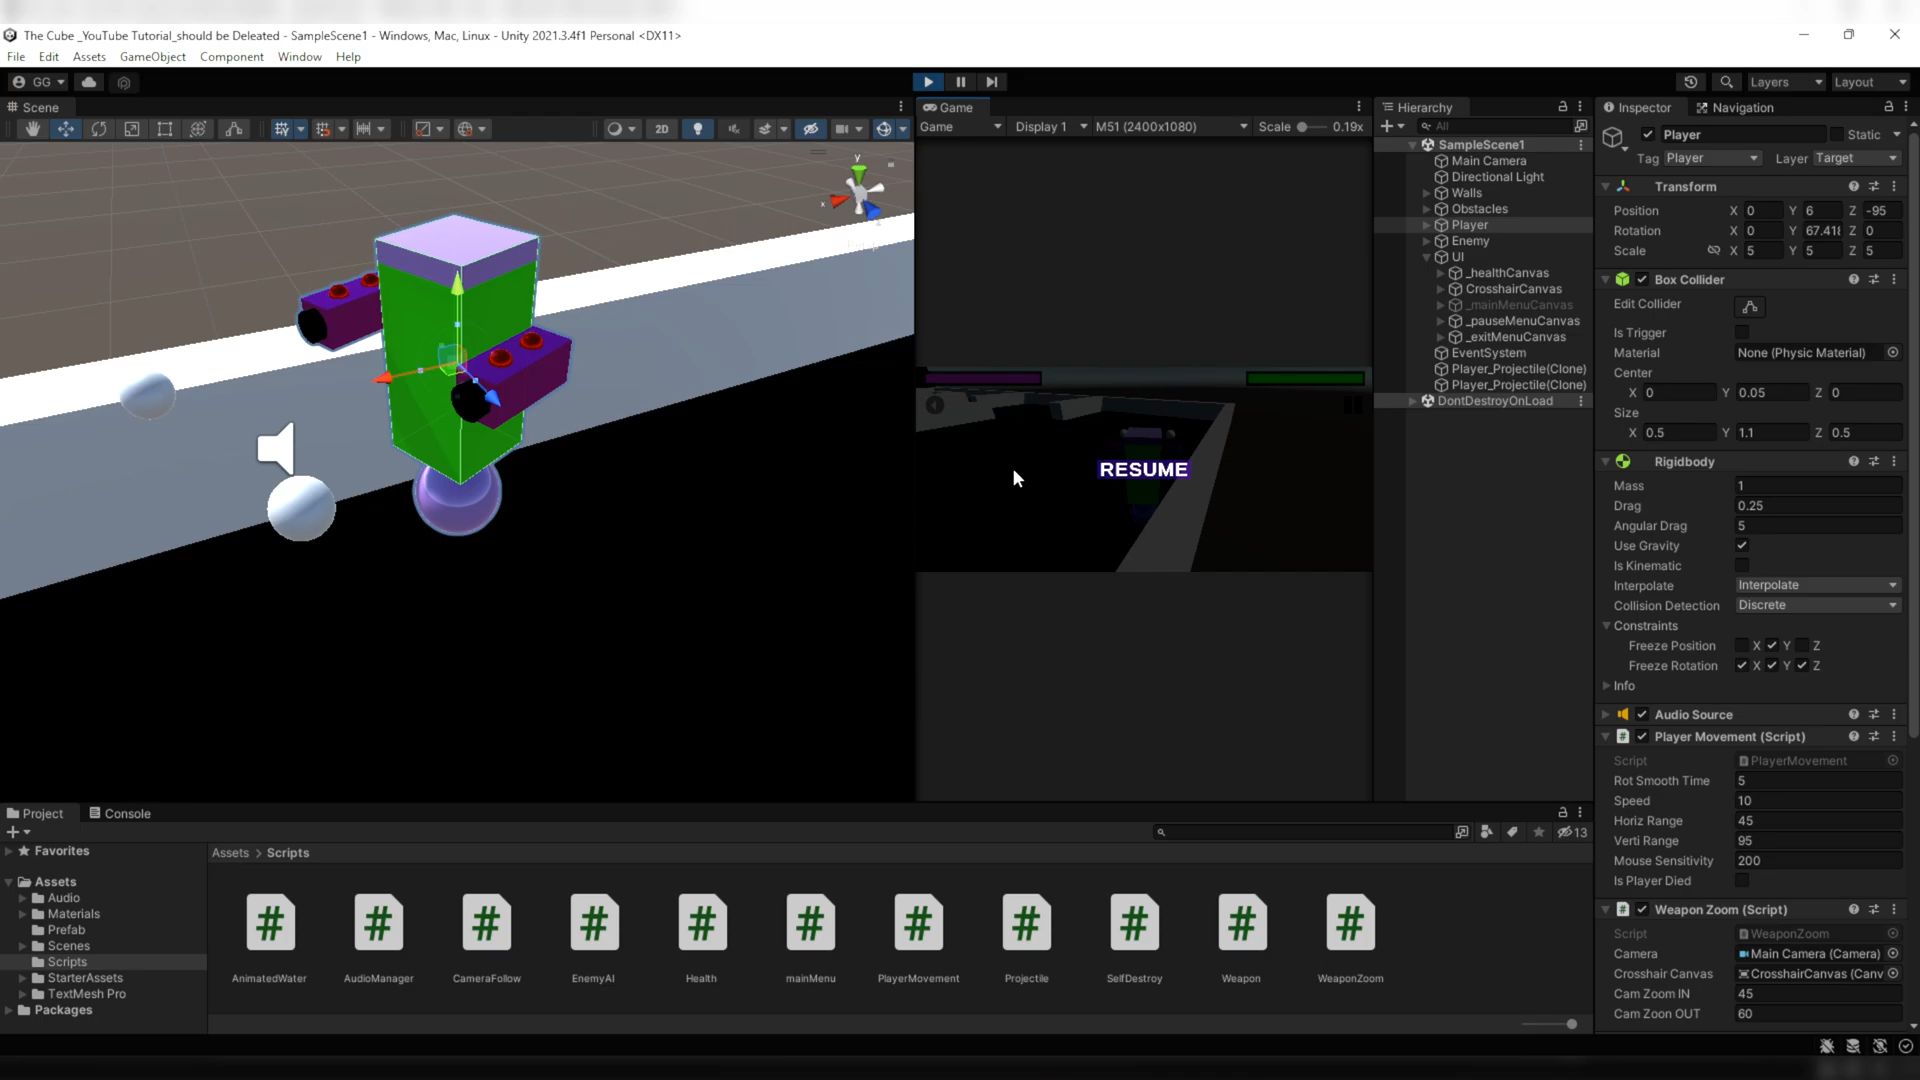 The Cube _YouTube Tutorial_should be Deleated - SampleScene1 - Windows, Mac, Linux - Unity 2021.3.4f1 Personal <DX11>
File Edit Assets GameObject Component Window Help
GG
Layers Layout
Scene
2D
Game
Game Display 1 M51 (2400x1080) Scale 0.19x
y
x
RESUME
Hierarchy
All
SampleScene1
Main Camera
Directional Light
Walls
Obstacles
Player
Enemy
UI
_healthCanvas
CrosshairCanvas
_mainMenuCanvas
_pauseMenuCanvas
_exitMenuCanvas
EventSystem
Player_Projectile(Clone)
Player_Projectile(Clone)
DontDestroyOnLoad
Inspector Navigation
Player Static
Tag Player Layer Target
Transform
Position X 0 Y 6 Z -95
Rotation X 0 Y 67.418 Z 0
Scale X 5 Y 5 Z 5
Box Collider
Edit Collider
Is Trigger
Material None (Physic Material)
Center
X 0 Y 0.05 Z 0
Size
X 0.5 Y 1.1 Z 0.5
Rigidbody
Mass 1
Drag 0.25
Angular Drag 5
Use Gravity
Is Kinematic
Interpolate Interpolate
Collision Detection Discrete
Constraints
Freeze Position X Y Z
Freeze Rotation X Y Z
Info
Audio Source
Player Movement (Script)
Script PlayerMovement
Rot Smooth Time 5
Speed 10
Horiz Range 45
Verti Range 95
Mouse Sensitivity 200
Is Player Died
Weapon Zoom (Script)
Script WeaponZoom
Camera Main Camera (Camera)
Crosshair Canvas CrosshairCanvas (Canv
Cam Zoom IN 45
Cam Zoon OUT 60
Project Console
13
Favorites
Assets
Audio
Materials
Prefab
Scenes
Scripts
StarterAssets
TextMesh Pro
Packages
Assets > Scripts
AnimatedWater AudioManager CameraFollow EnemyAI Health mainMenu PlayerMovement Projectile SelfDestroy Weapon WeaponZoom